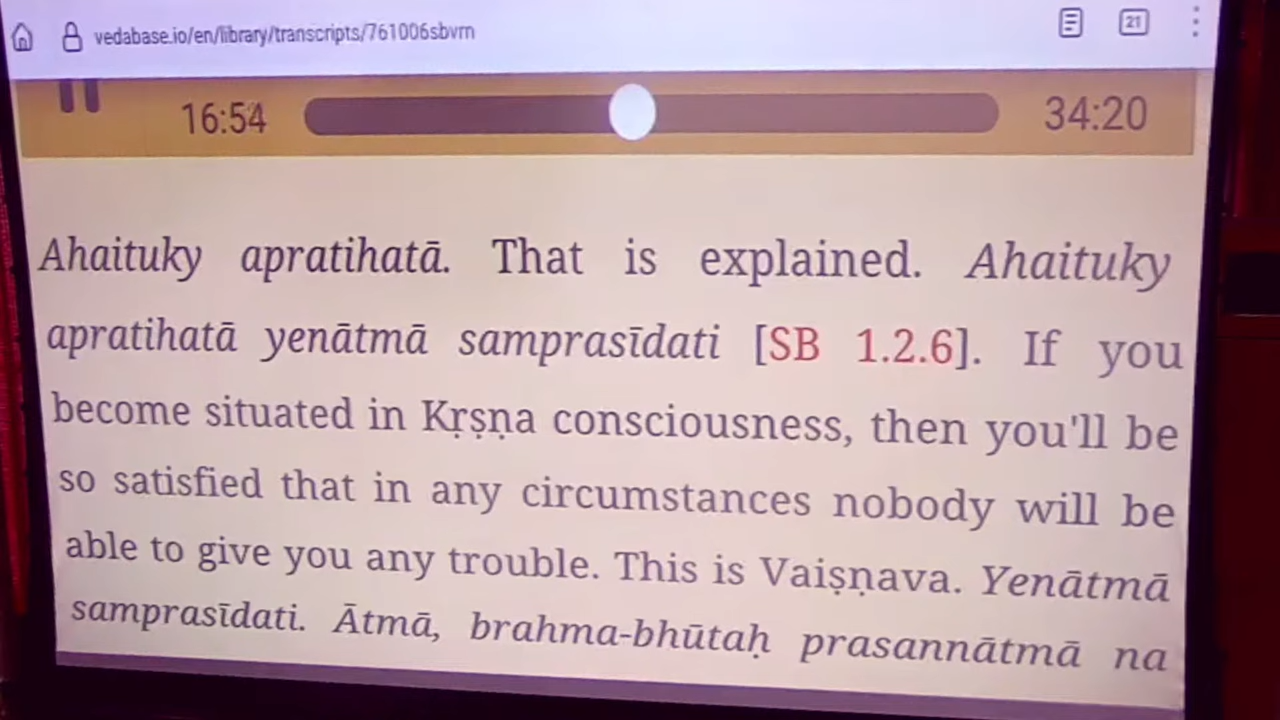 vedabase.io/en/library/transcripts/761006sbvrn
21
16:54
34:20
Ahaituky apratihatā. That is explained. Ahaituky
apratihatā yenātmā samprasīdati [SB 1.2.6]. If you
become situated in Kṛṣṇa consciousness, then you'll be
so satisfied that in any circumstances nobody will be
able to give you any trouble. This is Vaiṣṇava. Yenātmā
samprasīdati. Ātmā, brahma-bhūtaḥ prasannātmā na